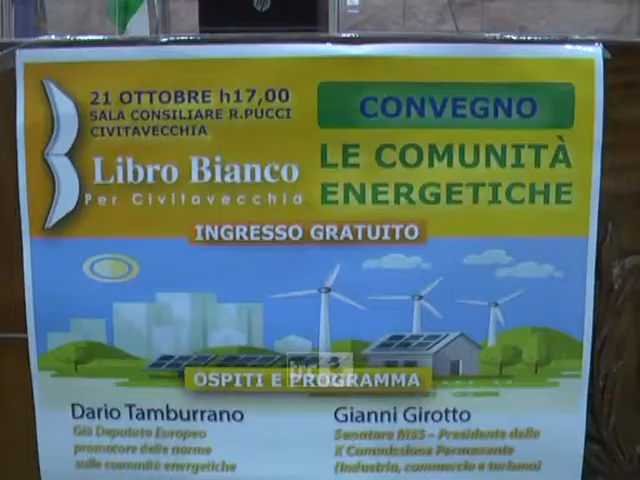 21 OTTOBRE h17,00
SALA CONSILIARE R.PUCCI
CIVITAVECCHIA
Libro Bianco
Per Civitavecchia
CONVEGNO
LE COMUNITÀ
ENERGETICHE
INGRESSO GRATUITO
OSPITI E PROGRAMMA
Dario Tamburrano
Già Deputato Europeo
promotore delle norme
sulle comunità energetiche
Gianni Girotto
Senatore M5S - Presidente della
X Commissione Permanente
(industria, commercio e turismo)